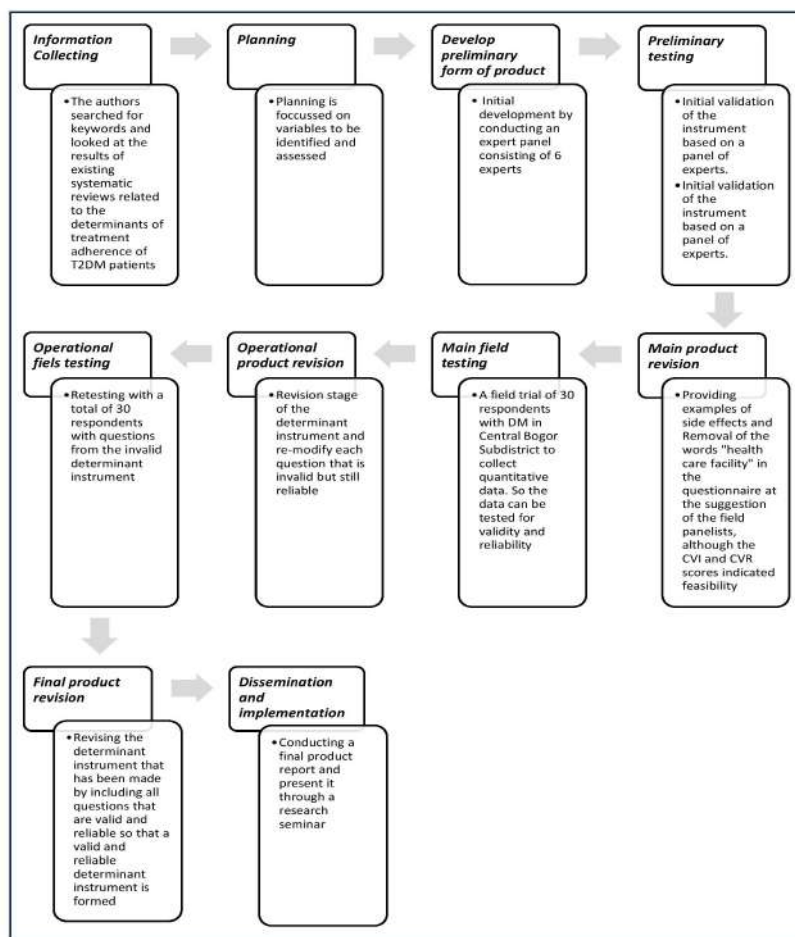 Information
Collecting
•The authors
searched for
keywords and
looked at the
results of
existing
systematic
reviews related
to the
determinants of
treatment
adherence of
T2DM patients
Planning
•Planning is
foccussed on
variables to be
identified and
assessed
Develop
preliminary
form of product
• Initial
development by
conducting an
expert panel
consisting of 6
experts
Preliminary
testing
•Initial validation
of the
instrument
based on a
panel of
experts.
•Initial validation
of the
instrument
based on a
panel of
experts.
Main product
revision
•Providing
examples of
side effects and
Removal of the
words "health
care facility" in
the
questionnaire at
the suggestion
of the field
panelists,
although the
CVI and CVR
scores indicated
feasibility
Main field
testing
•A field trial of 30
respondents
with DM in
Central Bogor
Subdistrict to
collect
quantitative
data. So the
data can be
tested for
validity and
reliability
Operational
product revision
•Revision stage
of the
determinant
instrument and
re-modify each
question that is
invalid but still
reliable
Operational
fiels testing
•Retesting with a
total of 30
respondents
with questions
from the invalid
determinant
instrument
Final product
revision
•Revising the
determinant
instrument that
has been made
by including all
questions that
are valid and
reliable so that a
valid and
reliable
determinant
instrument is
formed
Dissemination
and
implementation
•Conducting a
final product
report and
present it
through a
research
seminar